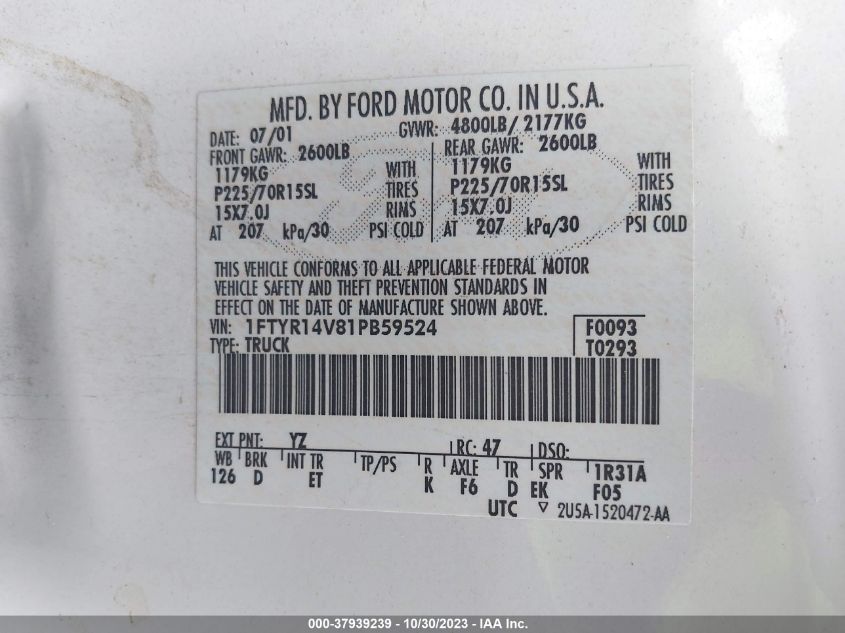 MFD. BY FORD MOTOR CO. IN U.S.A.
DATE: 07/01 GVWR: 4800LB/ 2177KG
FRONT GAWR: 2600LB REAR GAWR: 2600LB
1179KG WITH 1179KG WITH
P225/70R15SL TIRES P225/70R15SL TIRES
15X7.0J RIMS 15X7.0J RIMS
AT 207 kPa/30 PSI COLD AT 207 kPa/30 PSI COLD
THIS VEHICLE CONFORMS TO ALL APPLICABLE FEDERAL MOTOR
VEHICLE SAFETY AND THEFT PREVENTION STANDARDS IN
EFFECT ON THE DATE OF MANUFACTURE SHOWN ABOVE.
VIN: 1FTYR14V81PB59524 F0093
TYPE: TRUCK T0293
EXT PNT: YZ RC: 47 DSO:
WB BRK INT TR TP/PS R AXLE TR SPR 1R31A
126 D ET K F6 D EK F05
UTC ▽ 2U5A-1520472-AA
000-37939239 - 10/30/2023 - IAA Inc.